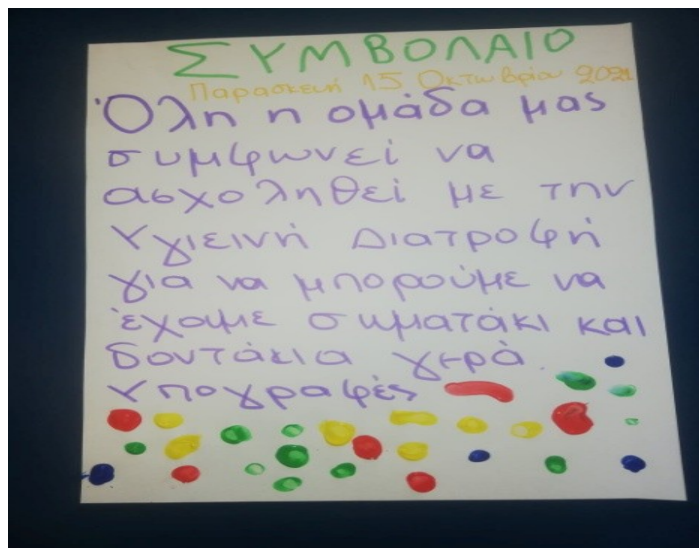 ΣΥΜΒΟΛΑΙΟ
Παρασκευή 15 Οκτωβρίου 2021
Όλη η ομάδα μας
συμφωνεί να
ασχοληθεί με την
Υγιεινή Διατροφή
για να μπορούμε να
έχουμε σωματάκι και
δοντάκια γερά.
Υπογραφές